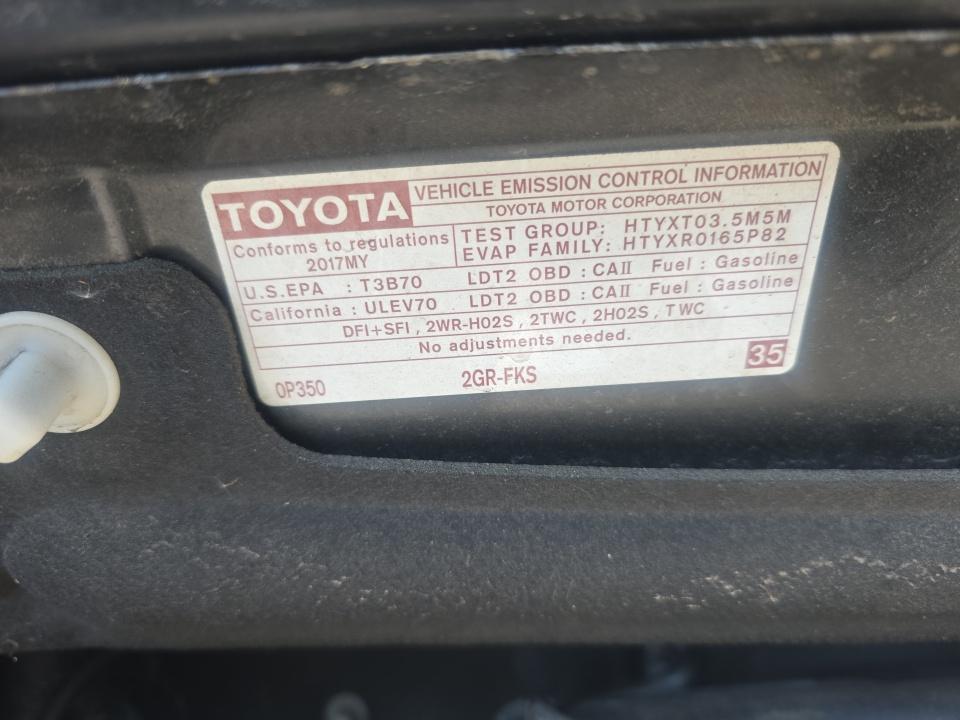 TOYOTA VEHICLE EMISSION CONTROL INFORMATION
TOYOTA MOTOR CORPORATION
Conforms to regulations
2017MY
TEST GROUP: HTYXT03.5M5M
EVAP FAMILY: HTYXR0165P82
U.S.EPA : T3B70 LDT2 OBD : CAII Fuel : Gasoline
California : ULEV70 LDT2 OBD : CAII Fuel : Gasoline
DFI+SFI , 2WR-HO2S , 2TWC , 2HO2S , TWC
No adjustments needed.
0P350 2GR-FKS 35